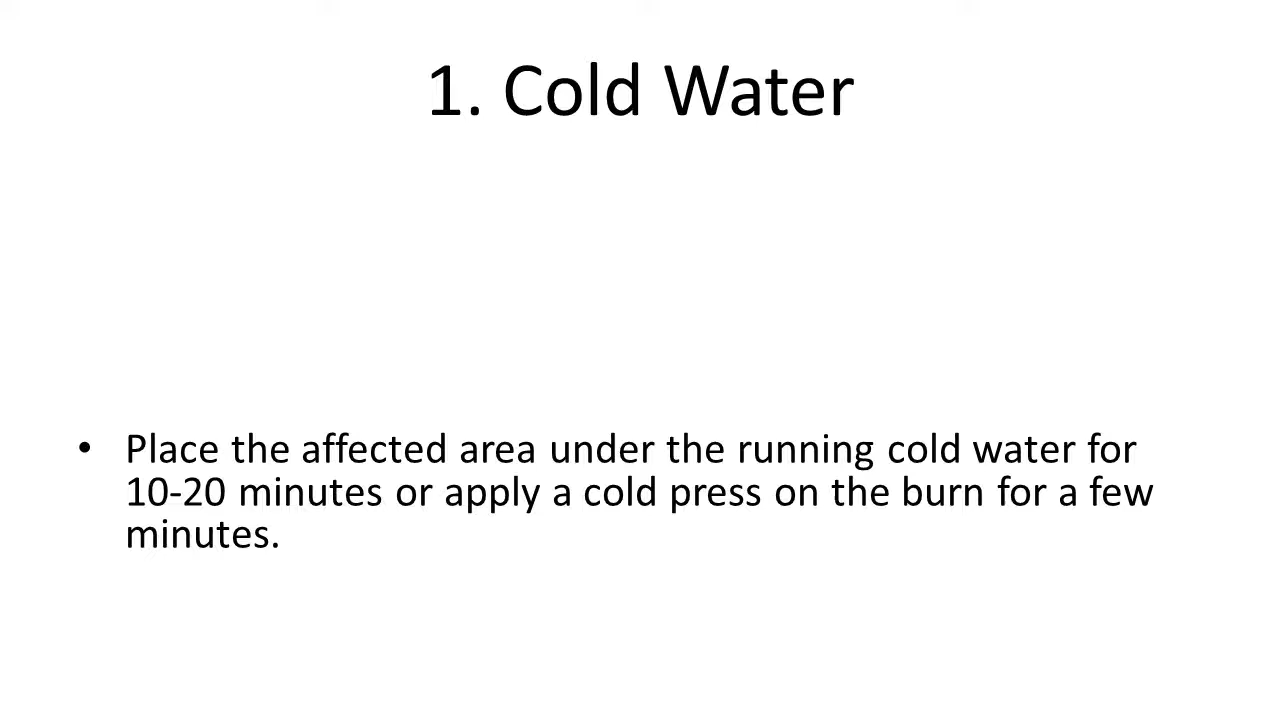 1. Cold Water
• Place the affected area under the running cold water for
10-20 minutes or apply a cold press on the burn for a few
minutes.